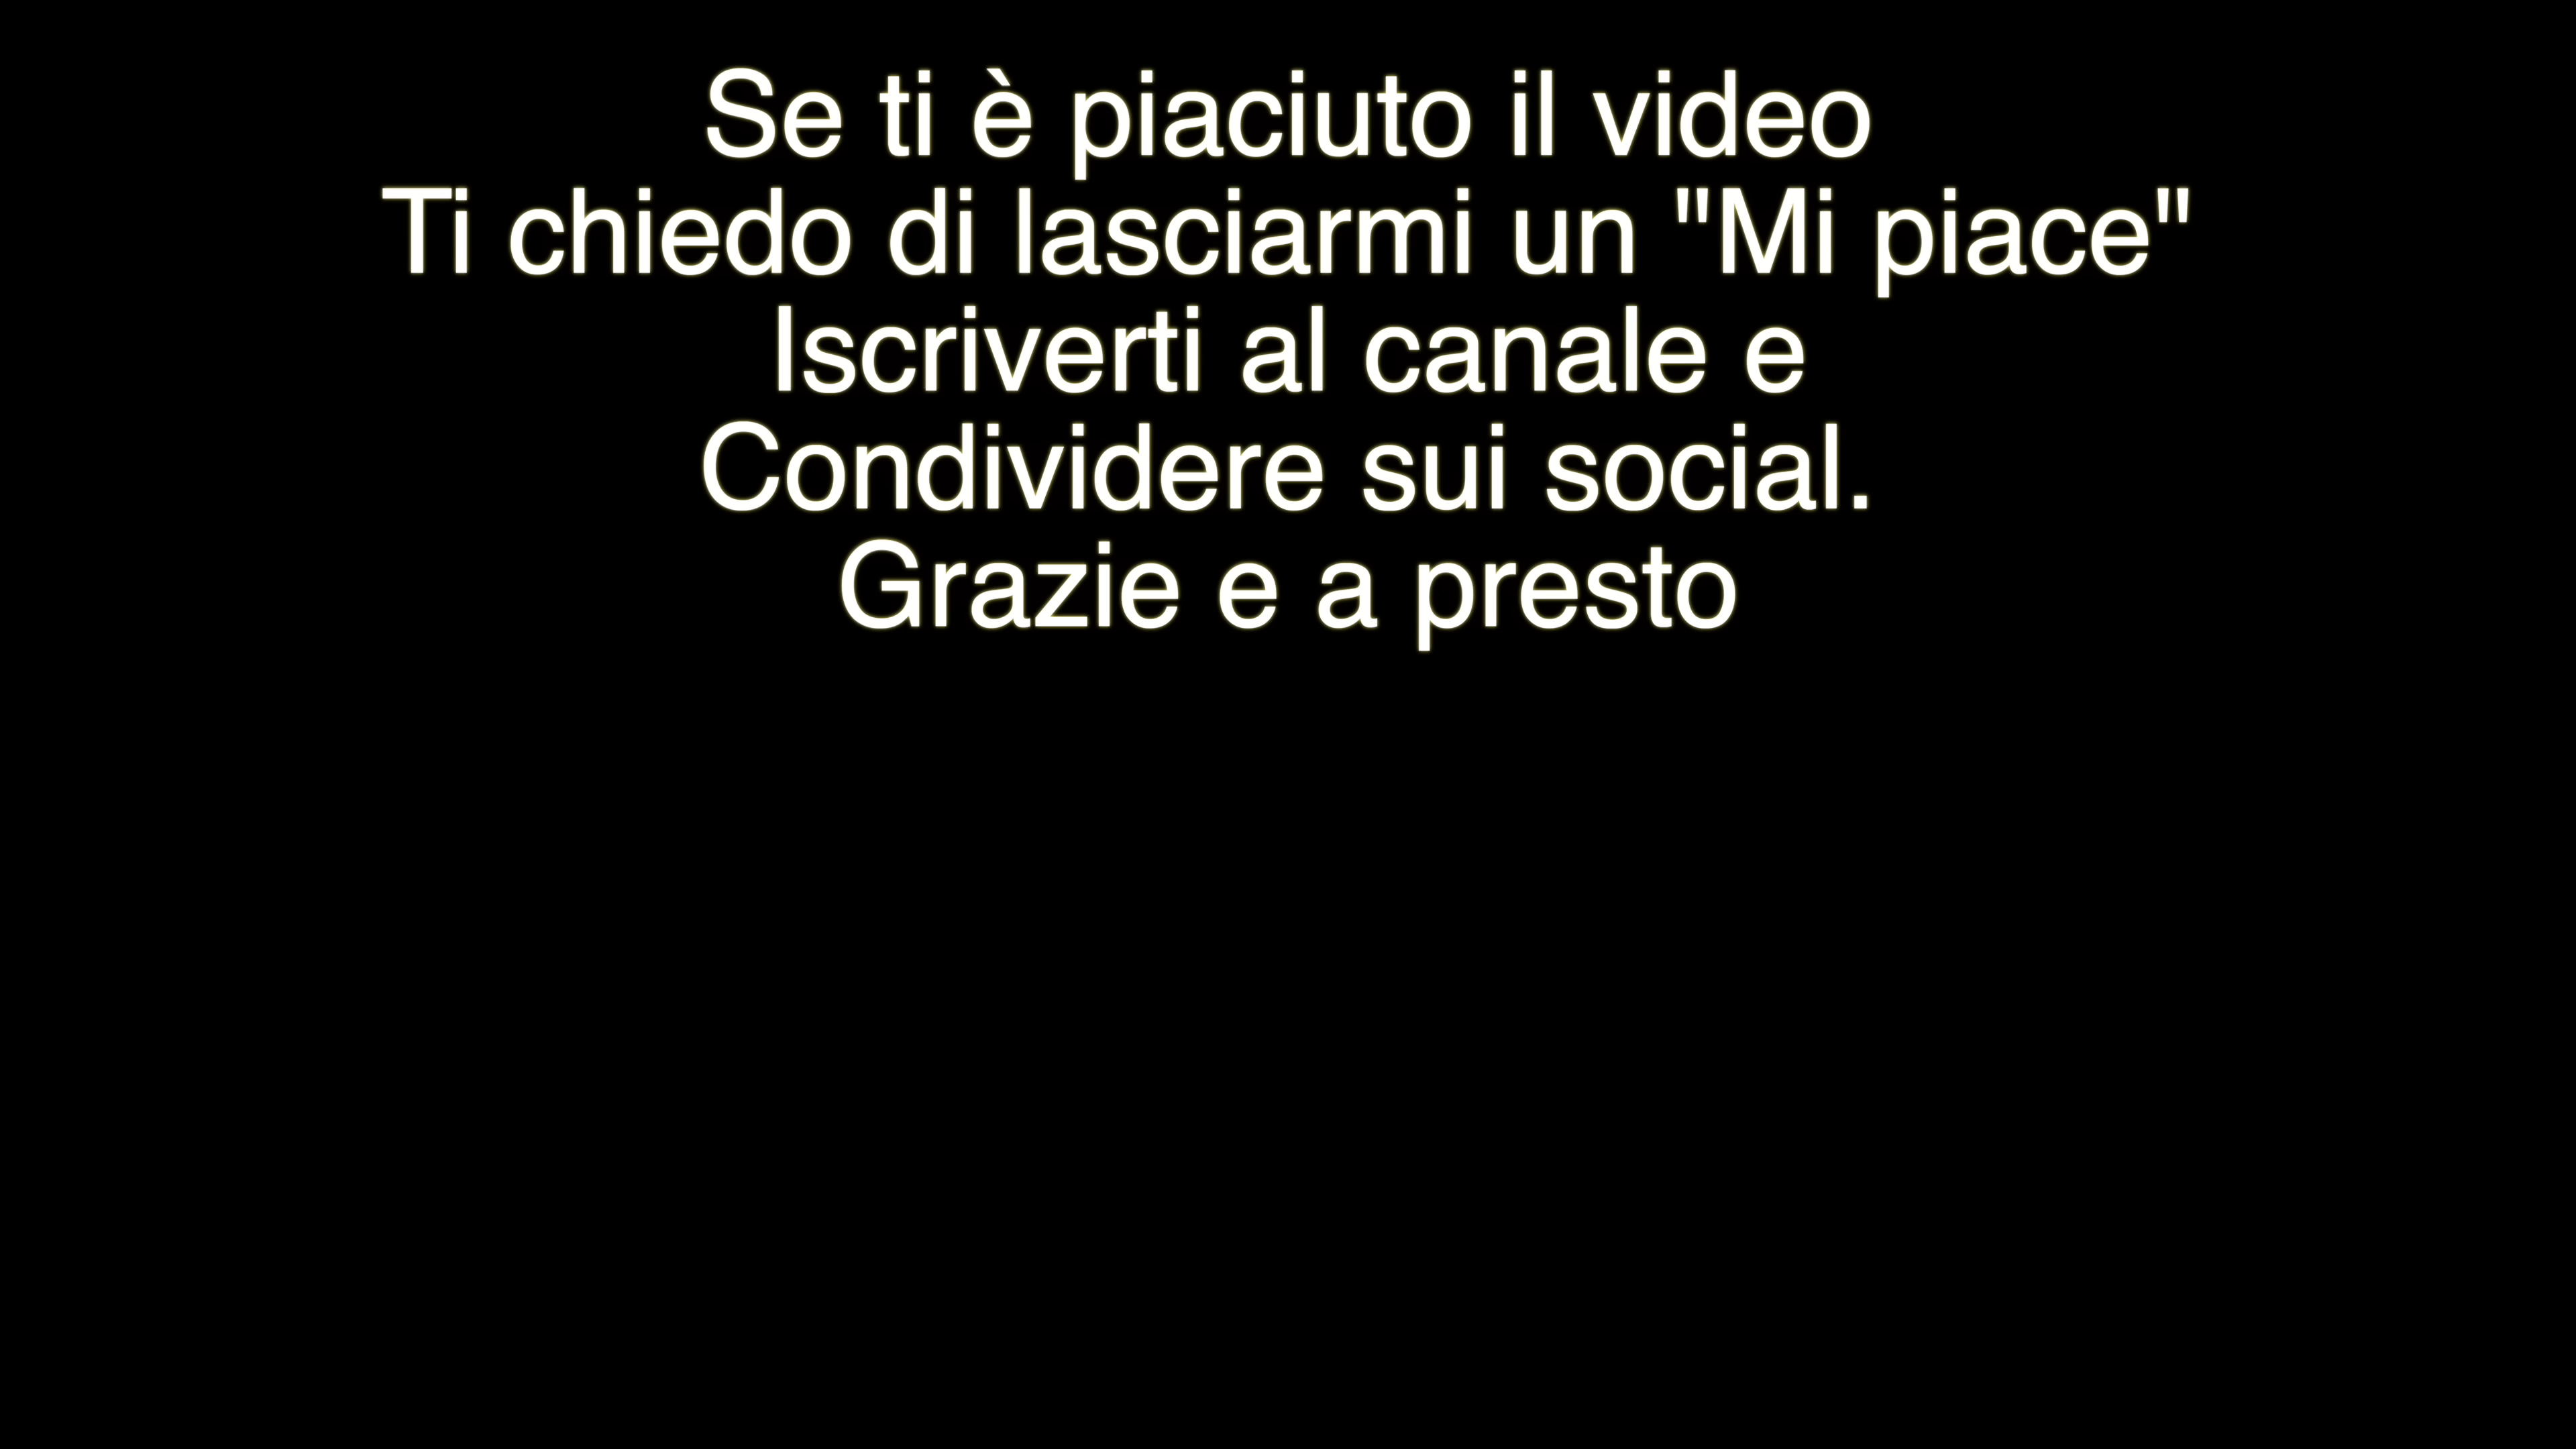 Se ti è piaciuto il video
Ti chiedo di lasciarmi un "Mi piace"
Iscriverti al canale e
Condividere sui social.
Grazie e a presto